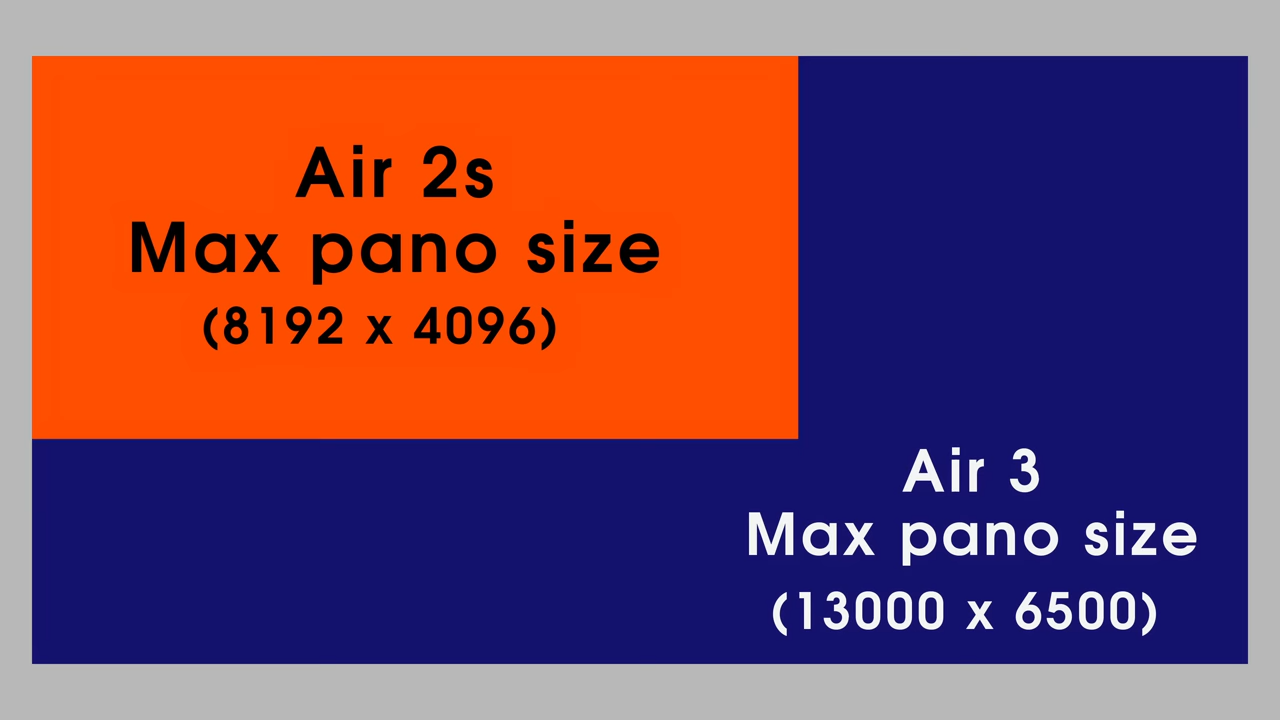 Air 2s
Max pano size
(8192 x 4096)
Air 3
Max pano size
(13000 x 6500)